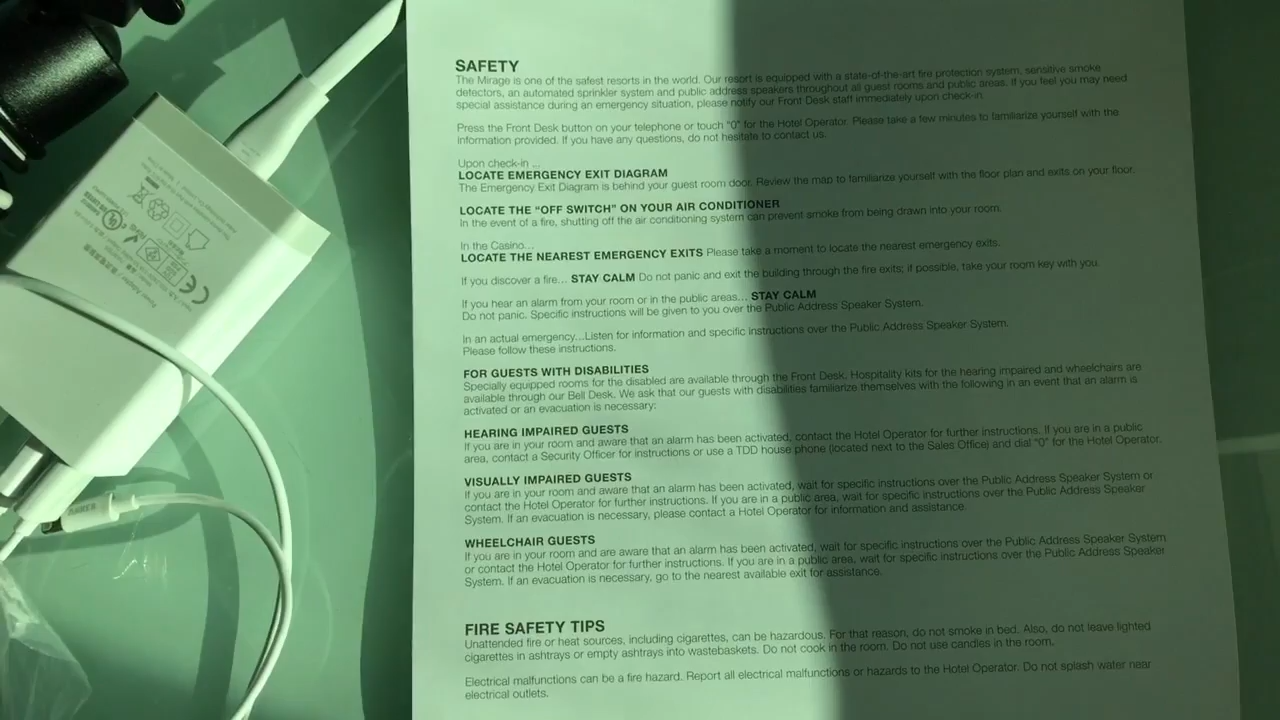 SAFETY
The Mirage is one of the safest resorts in the world. Our resort is equipped with a state-of-the-art fire protection system, sensitive smoke
detectors, an automated sprinkler system and public address speakers throughout all guest rooms and public areas. If you feel you may need
special assistance during an emergency situation, please notify our Front Desk staff immediately upon check-in.
Press the Front Desk button on your telephone or touch "0" for the Hotel Operator. Please take a few minutes to familiarize yourself with the
information provided. If you have any questions, do not hesitate to contact us.
Upon check-in ...
LOCATE EMERGENCY EXIT DIAGRAM
The Emergency Exit Diagram is behind your guest room door. Review the map to familiarize yourself with the floor plan and exits on your floor.
LOCATE THE “OFF SWITCH” ON YOUR AIR CONDITIONER
In the event of a fire, shutting off the air conditioning system can prevent smoke from being drawn into your room.
In the Casino...
LOCATE THE NEAREST EMERGENCY EXITS Please take a moment to locate the nearest emergency exits.
If you discover a fire... STAY CALM Do not panic and exit the building through the fire exits; if possible, take your room key with you.
If you hear an alarm from your room or in the public areas... STAY CALM
Do not panic. Specific instructions will be given to you over the Public Address Speaker System.
In an actual emergency...Listen for information and specific instructions over the Public Address Speaker System.
Please follow these instructions.
FOR GUESTS WITH DISABILITIES
Specially equipped rooms for the disabled are available through the Front Desk. Hospitality kits for the hearing impaired and wheelchairs are
available through our Bell Desk. We ask that our guests with disabilities familiarize themselves with the following in an event that an alarm is
activated or an evacuation is necessary:
HEARING IMPAIRED GUESTS
If you are in your room and aware that an alarm has been activated, contact the Hotel Operator for further instructions. If you are in a public
area, contact a Security Officer for instructions or use a TDD house phone (located next to the Sales Office) and dial "0" for the Hotel Operator.
VISUALLY IMPAIRED GUESTS
If you are in your room and aware that an alarm has been activated, wait for specific instructions over the Public Address Speaker System or
contact the Hotel Operator for further instructions. If you are in a public area, wait for specific instructions over the Public Address Speaker
System. If an evacuation is necessary, please contact a Hotel Operator for information and assistance.
WHEELCHAIR GUESTS
If you are in your room and are aware that an alarm has been activated, wait for specific instructions over the Public Address Speaker System
or contact the Hotel Operator for further instructions. If you are in a public area, wait for specific instructions over the Public Address Speaker
System. If an evacuation is necessary, go to the nearest available exit for assistance.
FIRE SAFETY TIPS
Unattended fire or heat sources, including cigarettes, can be hazardous. For that reason, do not smoke in bed. Also, do not leave lighted
cigarettes in ashtrays or empty ashtrays into wastebaskets. Do not cook in the room. Do not use candles in the room.
Electrical malfunctions can be a fire hazard. Report all electrical malfunctions or hazards to the Hotel Operator. Do not splash water near
electrical outlets.
CE
ANKER